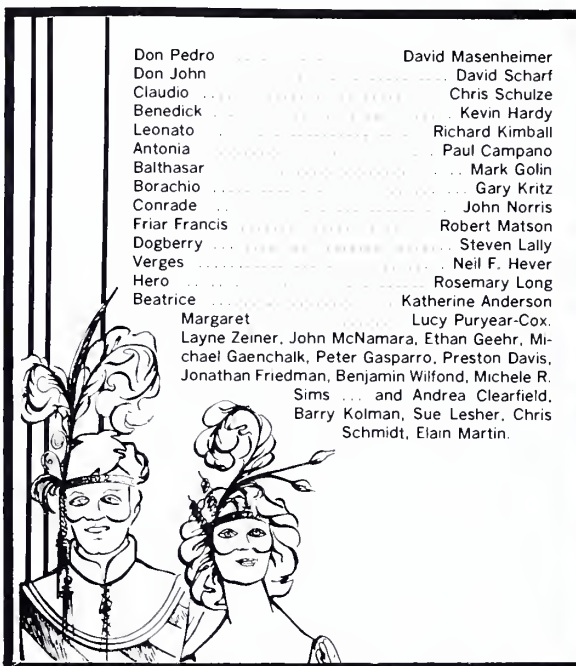 Don Pedro David Masenheimer
Don John David Scharf
Claudio Chris Schulze
Benedick Kevin Hardy
Leonato Richard Kimball
Antonia Paul Campano
Balthasar Mark Golin
Borachio Gary Kritz
Conrade John Norris
Friar Francis Robert Matson
Dogberry Steven Lally
Verges Neil F. Hever
Hero Rosemary Long
Beatrice Katherine Anderson
Margaret Lucy Puryear-Cox.
Layne Zeiner, John McNamara, Ethan Geehr, Mi-
chael Gaenchalk, Peter Gasparro, Preston Davis,
Jonathan Friedman, Benjamin Wilfond, Michele R.
Sims ... and Andrea Clearfield,
Barry Kolman, Sue Lesher, Chris
Schmidt, Elain Martin.